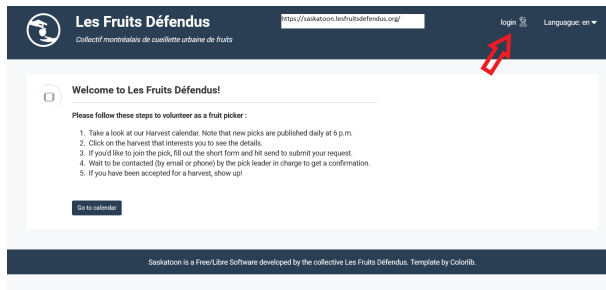 Les Fruits Défendus
https://saskatoon.lesfruitsdefendus.org/
login
Languague: en
Collectif montréalais de cueillette urbaine de fruits
Welcome to Les Fruits Défendus!
Please follow these steps to volunteer as a fruit picker :
1. Take a look at our Harvest calendar. Note that new picks are published daily at 6 p.m.
2. Click on the harvest that interests you to see the details.
3. If you'd like to join the pick, fill out the short form and hit send to submit your request.
4. Wait to be contacted (by email or phone) by the pick leader in charge to get a confirmation.
5. If you have been accepted for a harvest, show up!
Go to calendar
Saskatoon is a Free/Libre Software developed by the collective Les Fruits Défendus. Template by Colorlib.